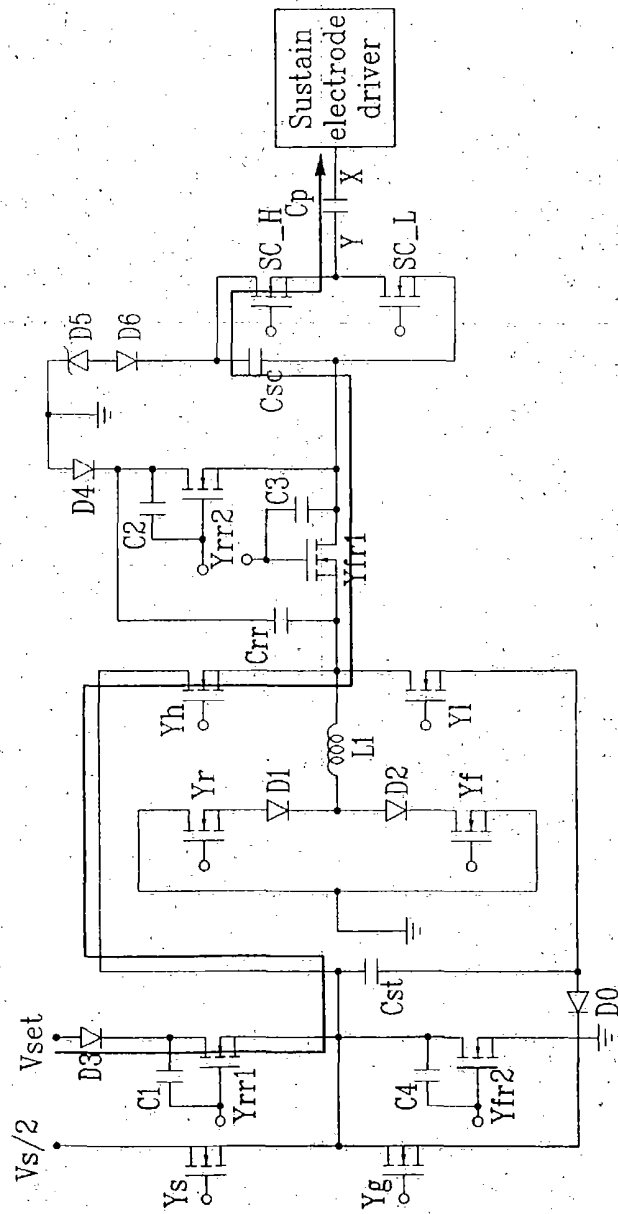 Vs/2
Vset
Ys
Yg
D3
C1
Yrr1
C4
Yfr2
D0
Cst
Yh
Yl
Yr
D1
D2
Yf
L1
Crr
D4
C2
Yrr2
C3
Yfr1
D5
D6
Csc
SC_H
SC_L
Cp
Y
X
Sustain
electrode
driver